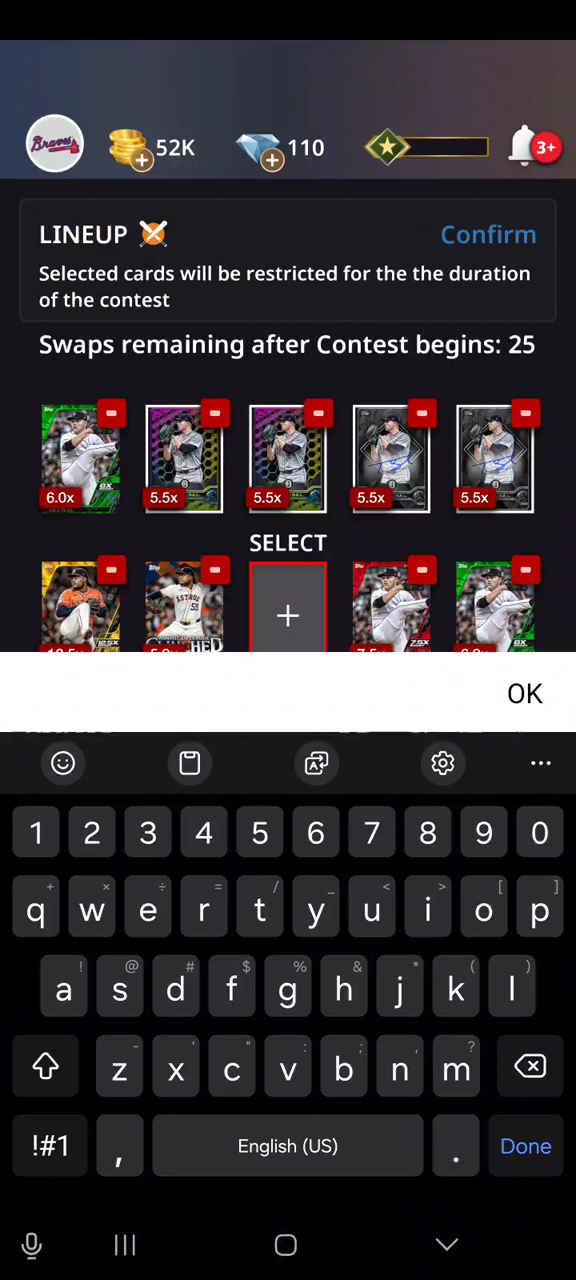 Braves
52K
110
3+
LINEUP
Confirm
Selected cards will be restricted for the the duration
of the contest
Swaps remaining after Contest begins: 25
6.0x
5.5x
5.5x
5.5x
5.5x
SELECT
+
OK
1 2 3 4 5 6 7 8 9 0
+ × ÷ = / _ < > [ ]
q w e r t y u i o p
! @ # $ % & * ( )
a s d f g h j k l
- ' " : ; , ?
z x c v b n m
!#1 , English (US) . Done